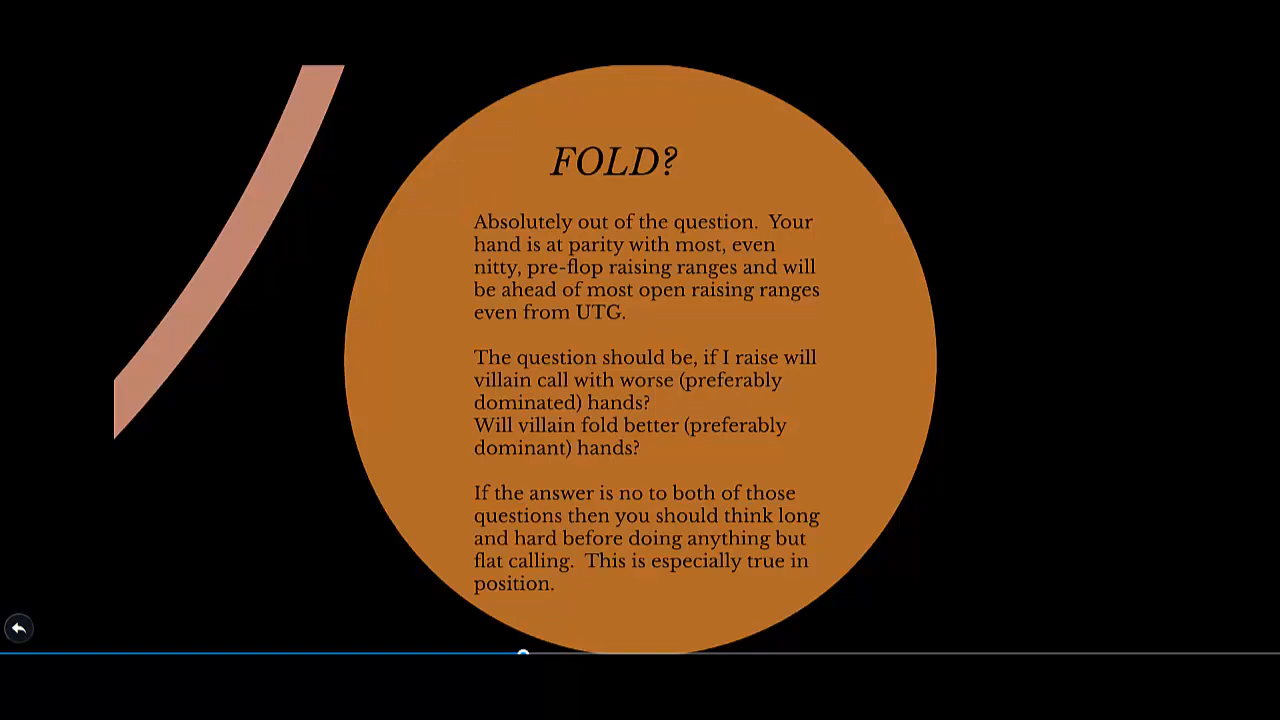 FOLD?
Absolutely out of the question.  Your
hand is at parity with most, even
nitty, pre-flop raising ranges and will
be ahead of most open raising ranges
even from UTG.
The question should be, if I raise will
villain call with worse (preferably
dominated) hands?
Will villain fold better (preferably
dominant) hands?
If the answer is no to both of those
questions then you should think long
and hard before doing anything but
flat calling.  This is especially true in
position.